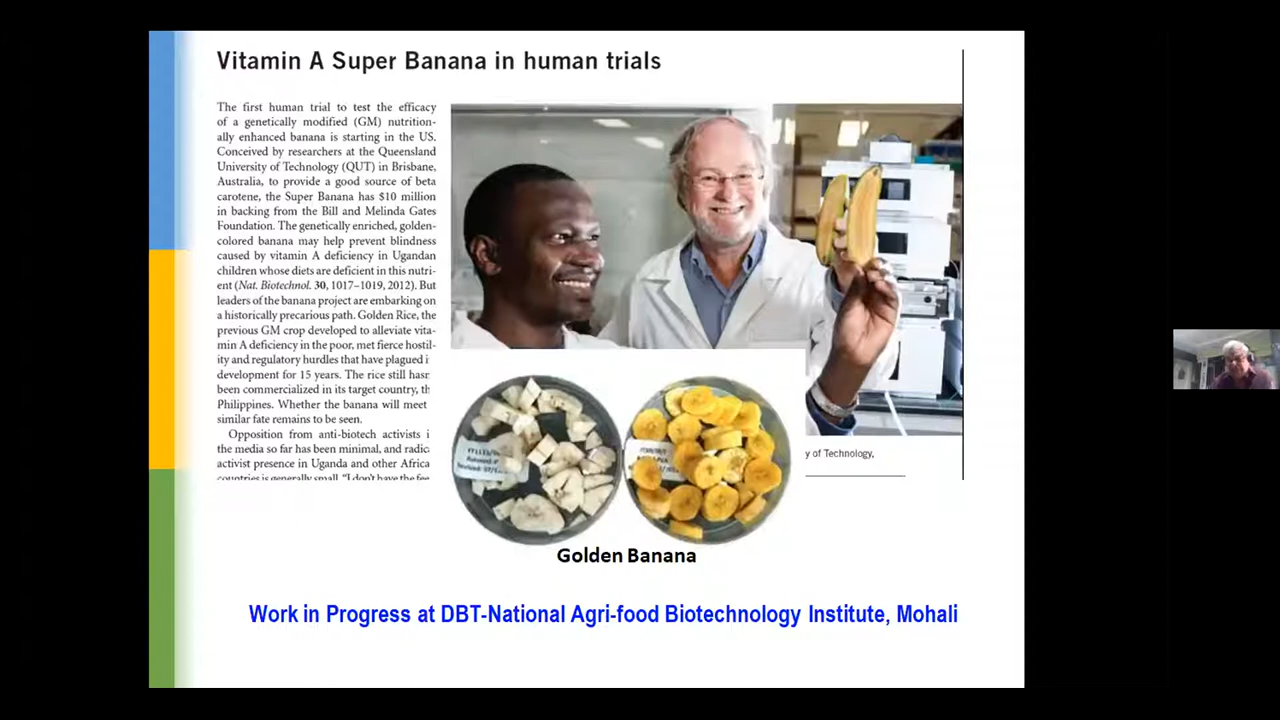 Vitamin A Super Banana in human trials
The first human trial to test the efficacy
of a genetically modified (GM) nutrition-
ally enhanced banana is starting in the US.
Conceived by researchers at the Queensland
University of Technology (QUT) in Brisbane,
Australia, to provide a good source of beta
carotene, the Super Banana has $10 million
in backing from the Bill and Melinda Gates
Foundation. The genetically enriched, golden-
colored banana may help prevent blindness
caused by vitamin A deficiency in Ugandan
children whose diets are deficient in this nutri-
ent (Nat. Biotechnol. 30, 1017–1019, 2012). But
leaders of the banana project are embarking on
a historically precarious path. Golden Rice, the
previous GM crop developed to alleviate vita-
min A deficiency in the poor, met fierce hostil-
ity and regulatory hurdles that have plagued
development for 15 years. The rice still
been commercialized in its target country,
Philippines. Whether the banana will meet
similar fate remains to be seen.
Opposition from anti-biotech activists
the media so far has been minimal, and
activist presence in Uganda and other
countries is generally small. “I don't have the
y of Technology,
Golden Banana
Work in Progress at DBT-National Agri-food Biotechnology Institute, Mohali